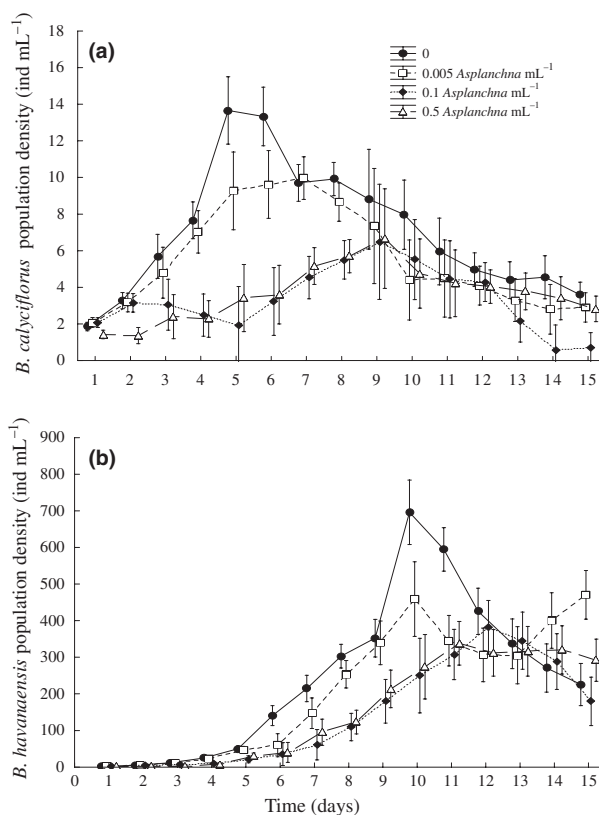 18
16
14
12
10
8
6
4
2
0
B. calyciflorus population density (ind mL⁻¹)
(a)
0
0.005 Asplanchna mL⁻¹
0.1 Asplanchna mL⁻¹
0.5 Asplanchna mL⁻¹
1 2 3 4 5 6 7 8 9 10 11 12 13 14 15
900
800
700
600
500
400
300
200
100
0
B. havanaensis population density (ind mL⁻¹)
(b)
0 1 2 3 4 5 6 7 8 9 10 11 12 13 14 15
Time (days)